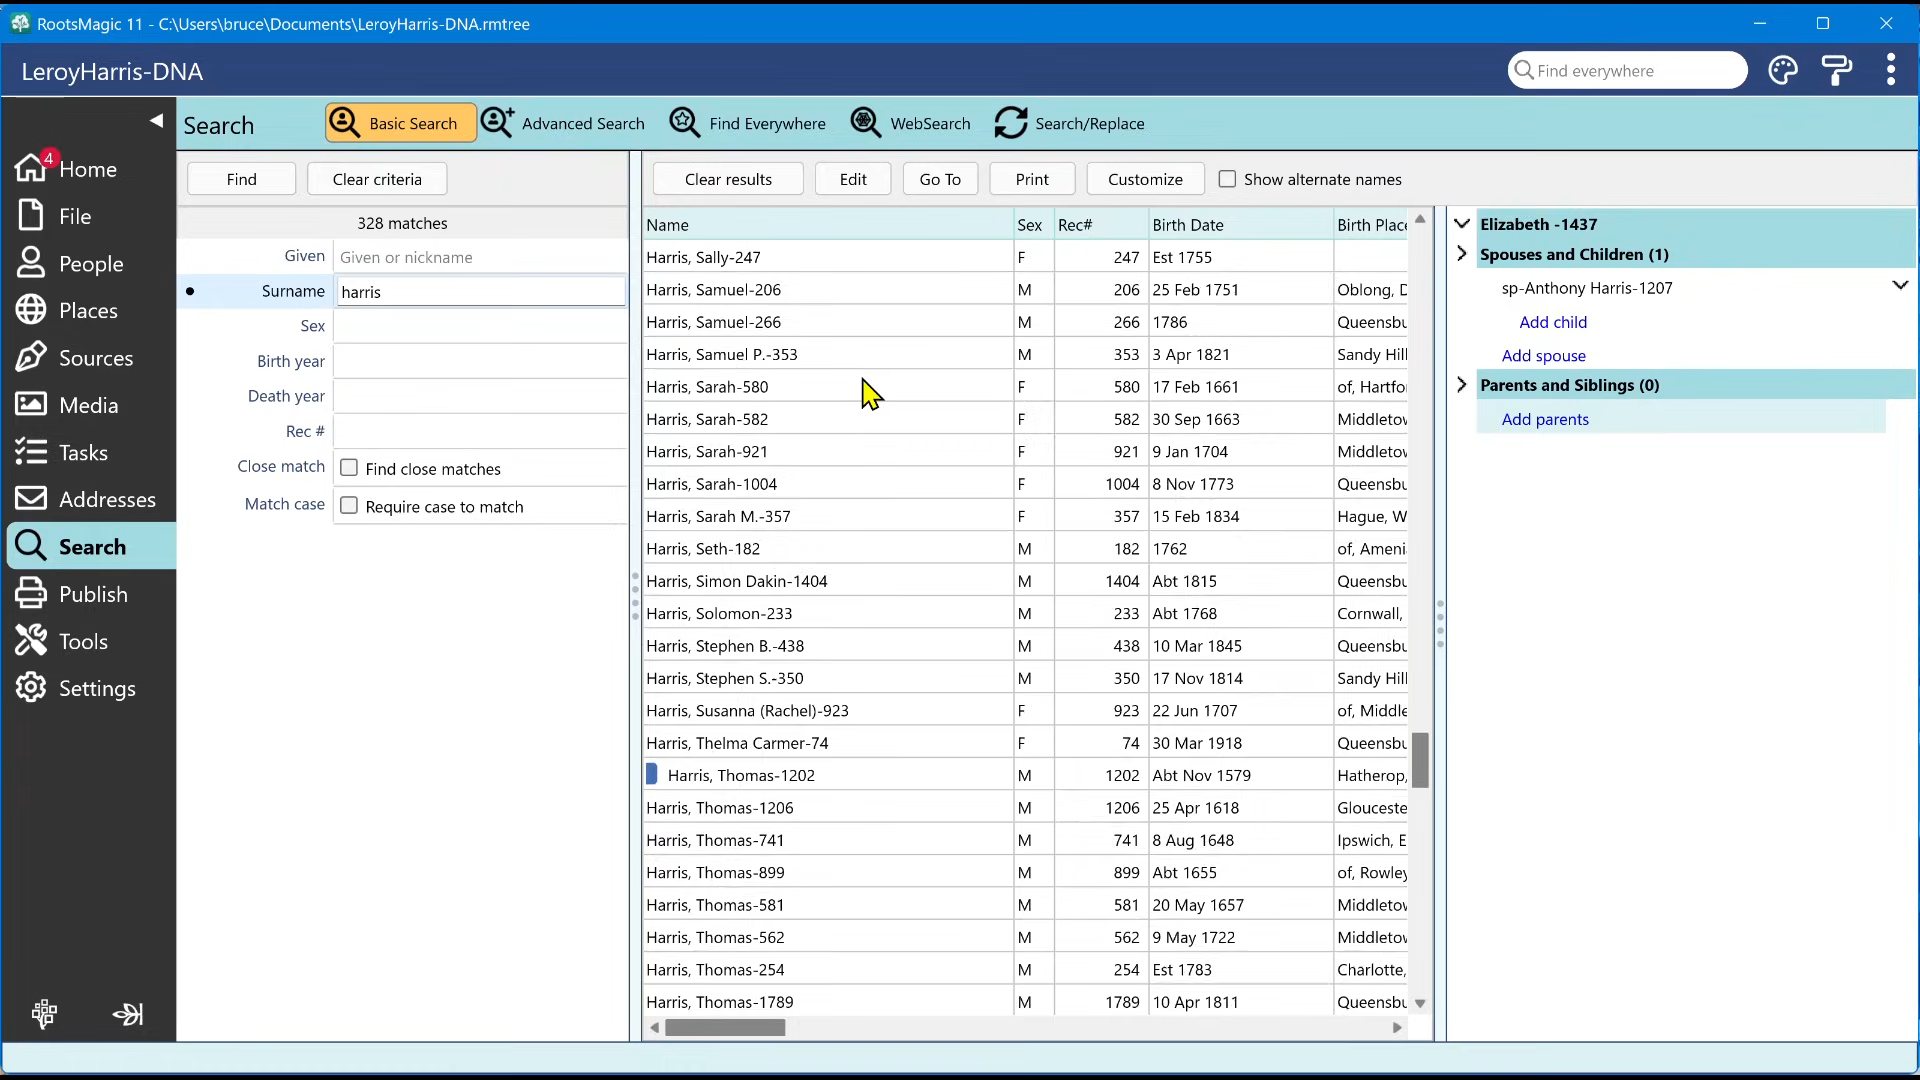 RootsMagic 11 - C:\Users\bruce\Documents\LeroyHarris-DNA.rmtree
LeroyHarris-DNA
Find everywhere
Search
Basic Search
Advanced Search
Find Everywhere
WebSearch
Search/Replace
4
Home
File
People
Places
Sources
Media
Tasks
Addresses
Search
Publish
Tools
Settings
Find
Clear criteria
328 matches
Given Given or nickname
Surname harris
Sex
Birth year
Death year
Rec #
Close match Find close matches
Match case Require case to match
Clear results Edit Go To Print Customize Show alternate names
Name Sex Rec# Birth Date Birth Place
Harris, Sally-247 F 247 Est 1755
Harris, Samuel-206 M 206 25 Feb 1751 Oblong, D
Harris, Samuel-266 M 266 1786 Queensbu
Harris, Samuel P.-353 M 353 3 Apr 1821 Sandy Hill
Harris, Sarah-580 F 580 17 Feb 1661 of, Hartfo
Harris, Sarah-582 F 582 30 Sep 1663 Middletow
Harris, Sarah-921 F 921 9 Jan 1704 Middletow
Harris, Sarah-1004 F 1004 8 Nov 1773 Queensbu
Harris, Sarah M.-357 F 357 15 Feb 1834 Hague, W
Harris, Seth-182 M 182 1762 of, Ameni
Harris, Simon Dakin-1404 M 1404 Abt 1815 Queensbu
Harris, Solomon-233 M 233 Abt 1768 Cornwall,
Harris, Stephen B.-438 M 438 10 Mar 1845 Queensbu
Harris, Stephen S.-350 M 350 17 Nov 1814 Sandy Hill
Harris, Susanna (Rachel)-923 F 923 22 Jun 1707 of, Middle
Harris, Thelma Carmer-74 F 74 30 Mar 1918 Queensbu
Harris, Thomas-1202 M 1202 Abt Nov 1579 Hatherop,
Harris, Thomas-1206 M 1206 25 Apr 1618 Glouceste
Harris, Thomas-741 M 741 8 Aug 1648 Ipswich, E
Harris, Thomas-899 M 899 Abt 1655 of, Rowley
Harris, Thomas-581 M 581 20 May 1657 Middletow
Harris, Thomas-562 M 562 9 May 1722 Middletow
Harris, Thomas-254 M 254 Est 1783 Charlotte,
Harris, Thomas-1789 M 1789 10 Apr 1811 Queensbu
Elizabeth -1437
Spouses and Children (1)
sp-Anthony Harris-1207
Add child
Add spouse
Parents and Siblings (0)
Add parents